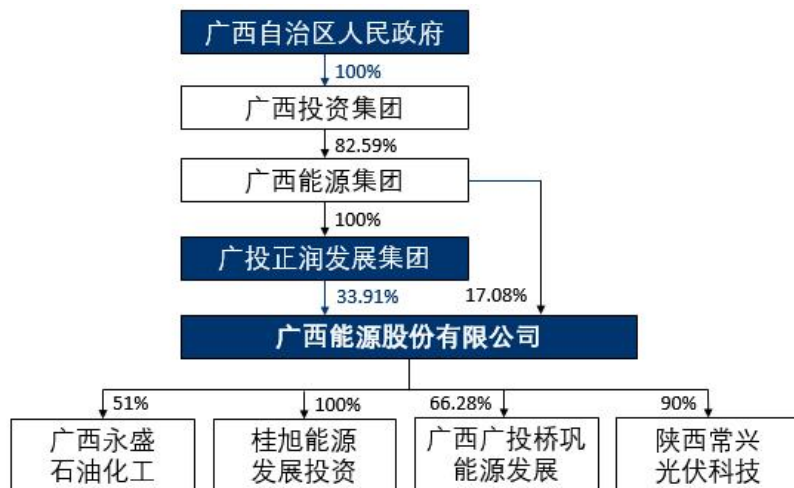 广西自治区人民政府
100%
广西投资集团
82.59%
广西能源集团
100%
广投正润发展集团
33.91%
17.08%
广西能源股份有限公司
51%
100%
66.28%
90%
广西永盛
石油化工
桂旭能源
发展投资
广西广投桥巩
能源发展
陕西常兴
光伏科技